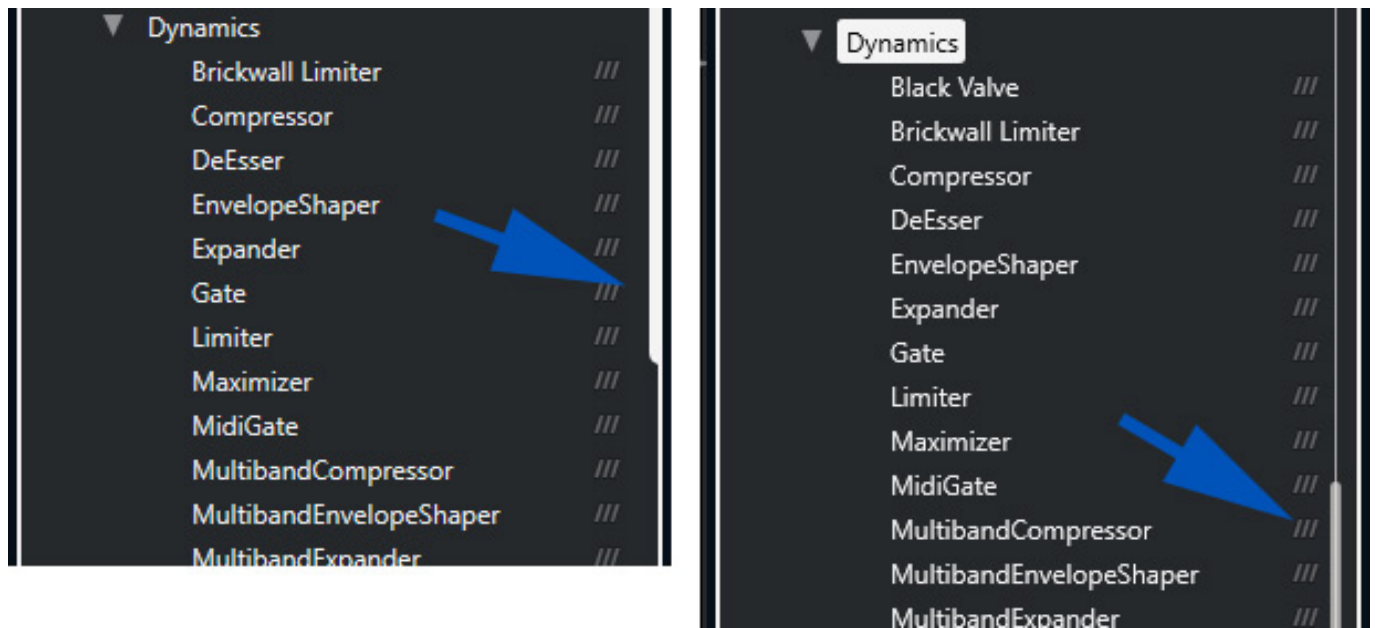 Dynamics
Brickwall Limiter
Compressor
DeEsser
EnvelopeShaper
Expander
Gate
Limiter
Maximizer
MidiGate
MultibandCompressor
MultibandEnvelopeShaper
MultibandExpander
Dynamics
Black Valve
Brickwall Limiter
Compressor
DeEsser
EnvelopeShaper
Expander
Gate
Limiter
Maximizer
MidiGate
MultibandCompressor
MultibandEnvelopeShaper
MultibandExpander